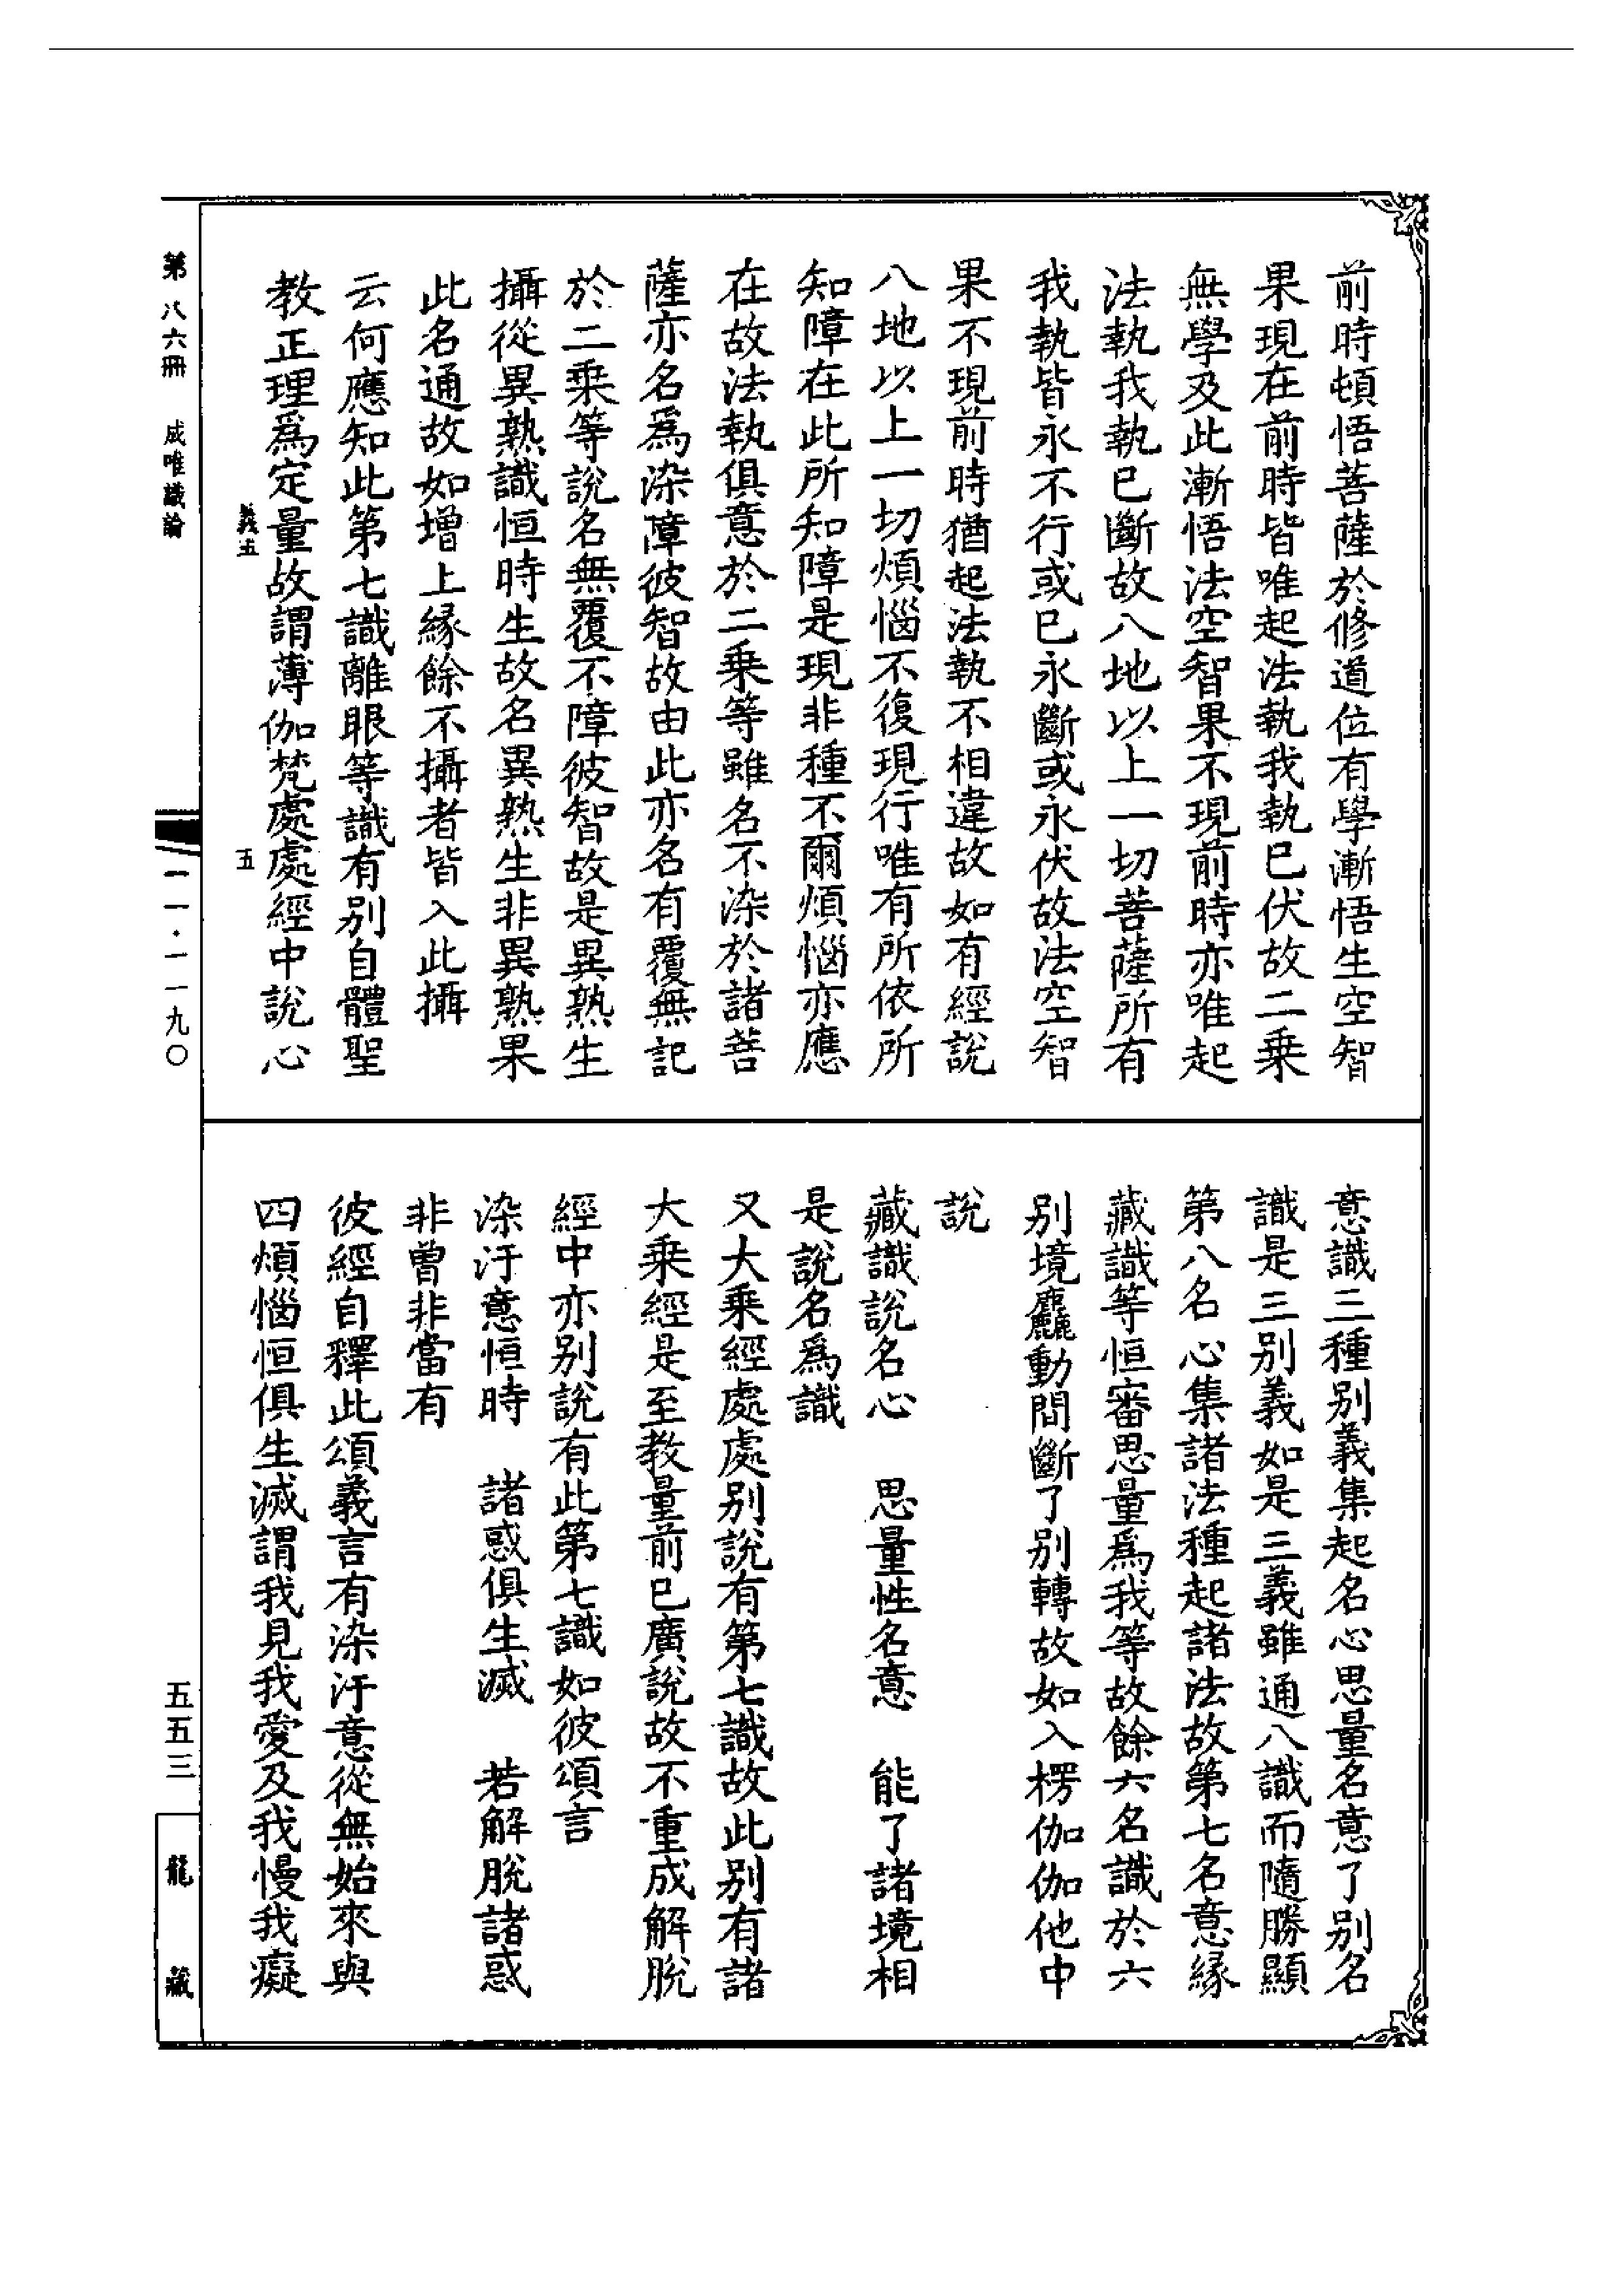 前時頓悟菩薩於修道位有學漸悟生空智
果現在前時皆唯起法執我執已伏故二乗
無學及此漸悟法空智果不現前時亦唯起
法執我執已斷故八地以上一切菩薩所有
我執皆永不行或已永斷或永伏故法空智
果不現前時猶起法執不相違故如有經說
八地以上一切煩惱不復現行唯有所依所
知障在此所知障是現非種不爾煩惱亦應
在故法執俱意於二乗等雖名不染於諸菩
薩亦名爲染障彼智故由此亦名有覆無記
於二乗等說名無覆不障彼智故是異熟生
攝從異熟識恒時生故名異熟生非異熟果
此名通故如增上緣餘不攝者皆入此攝
云何應知此第七識離眼等識有别自體聖
教正理爲定量故謂薄伽梵處處經中說心
義五
五
意識三種别義集起名心思量名意了别名
識是三别義如是三義雖通八識而隨勝顯
第八名心集諸法種起諸法故第七名意緣
藏識等恒審思量爲我等故餘六名識於六
别境麤動間斷了别轉故如入楞伽伽他中
說
藏識說名心　思量性名意　能了諸境相
是說名爲識
又大乗經處處别說有第七識故此别有諸
大乗經是至教量前已廣說故不重成解脫
經中亦别說有此第七識如彼頌言
染汙意恒時　諸惑俱生滅　若解脫諸惑
非曽非當有
彼經自釋此頌義言有染汙意從無始來與
四煩惱恒俱生滅謂我見我愛及我慢我癡
第八六冊　成唯識論
一一·一一九〇
五五三
龍藏